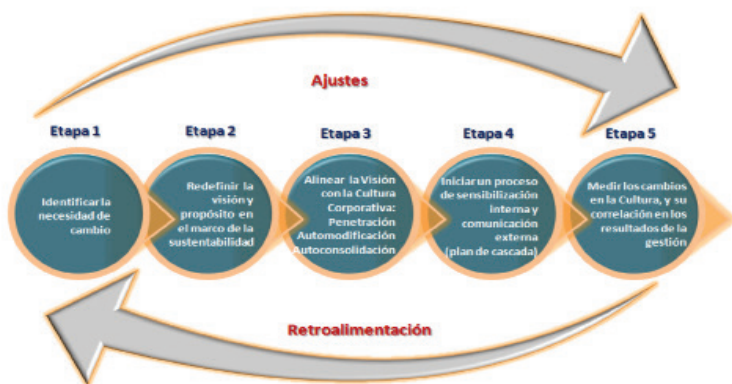 Ajustes
Etapa 1
Etapa 2
Etapa 3
Etapa 4
Etapa 5
Identificar la
necesidad de
cambio
Redefinir la
visión y
propósito en
el marco de la
sustentabilidad
Alinear la Visión
con la Cultura
Corporativa:
Penetración
Automodificación
Autoconsolidación
Iniciar un proceso
de sensibilización
interna y
comunicación
externa
(plan de cascada)
Medir los cambios
en la Cultura, y su
correlación en los
resultados de la
gestión
Retroalimentación